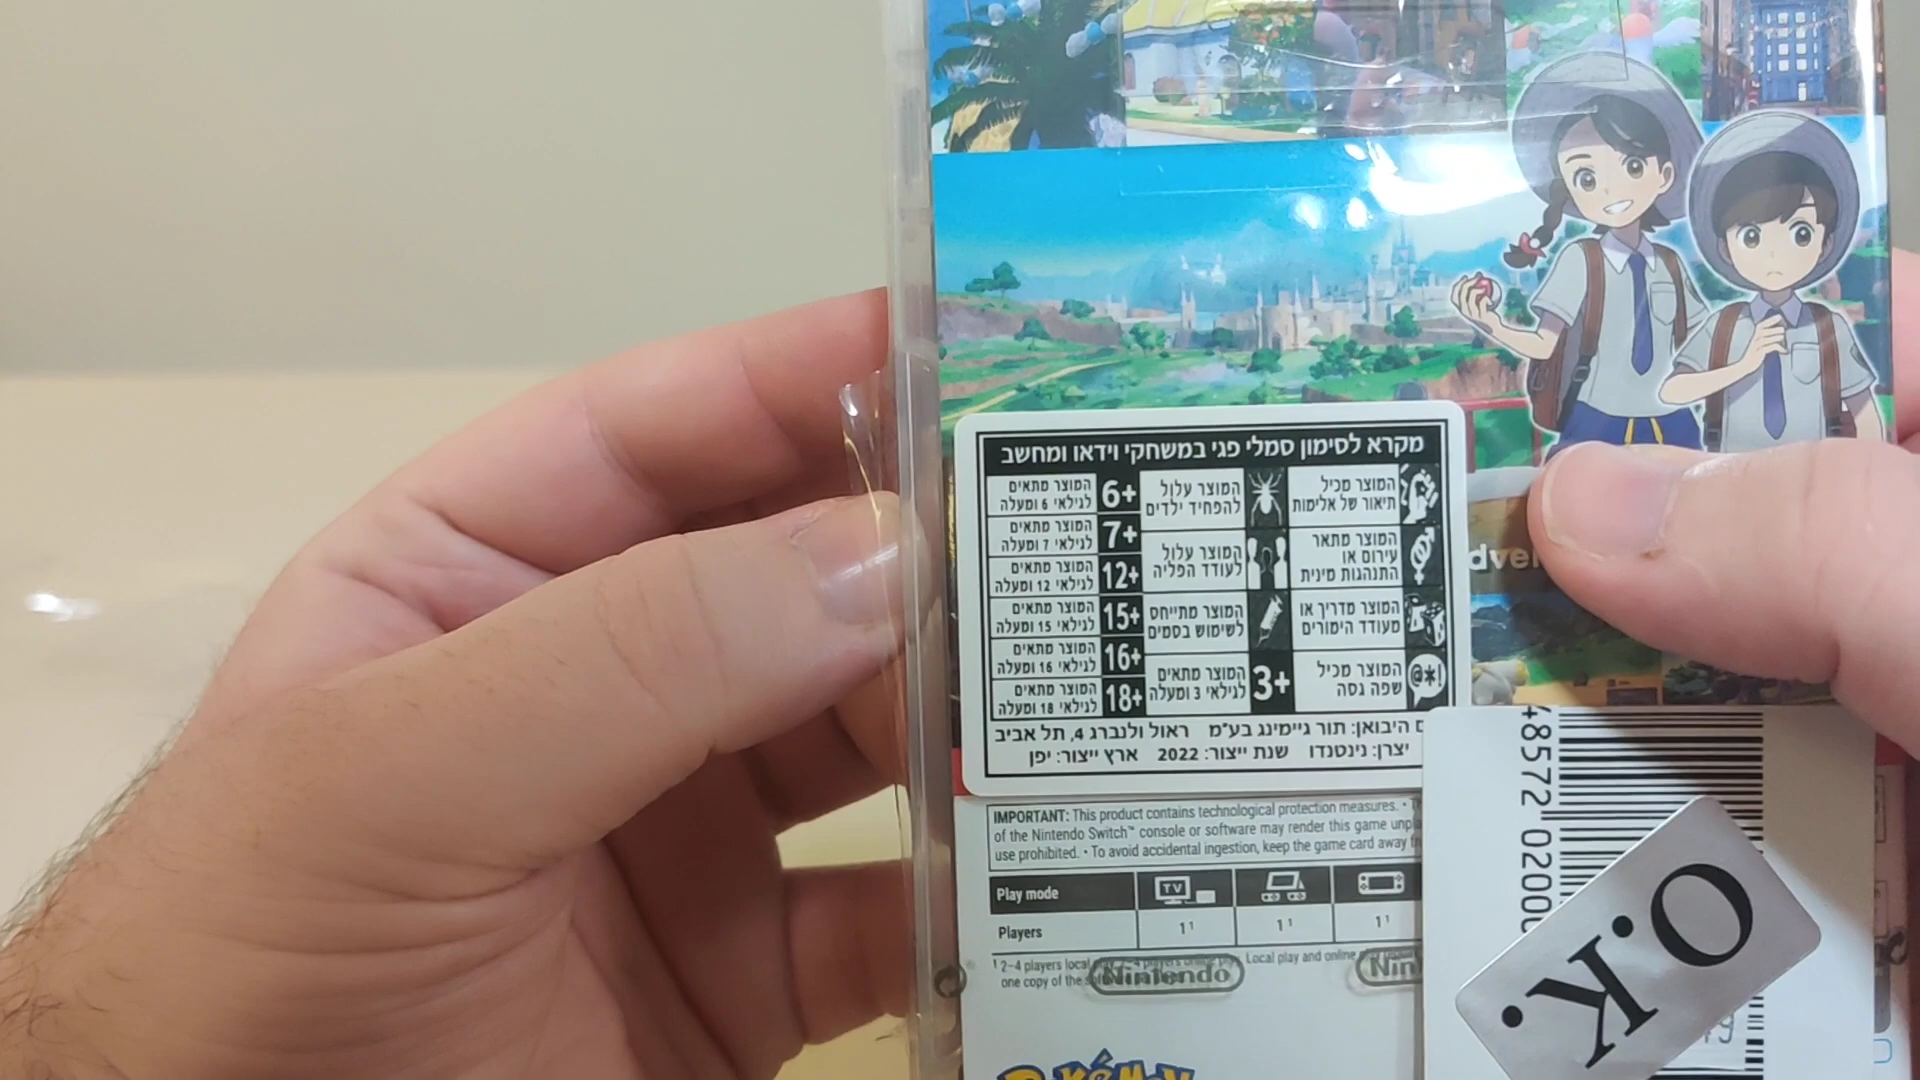 מקרא לסימון סמלי פגי במשחקי וידאו ומחשב
המוצר מכיל
תיאור של אלימות
המוצר מתאר
עירום או
התנהגות מינית
המוצר מדריך או
מעודד הימורים
@*!
המוצר מכיל
שפה גסה
המוצר עלול
להפחיד ילדים
המוצר עלול
לעודד הפליה
המוצר מתייחס
לשימוש בסמים
3+
המוצר מתאים
לגילאי 3 ומעלה
6+
המוצר מתאים
לגילאי 6 ומעלה
7+
המוצר מתאים
לגילאי 7 ומעלה
12+
המוצר מתאים
לגילאי 12 ומעלה
15+
המוצר מתאים
לגילאי 15 ומעלה
16+
המוצר מתאים
לגילאי 16 ומעלה
18+
המוצר מתאים
לגילאי 18 ומעלה
היבואן: תור גיימינג בע"מ ראול ולנברג 4, תל אביב
יצרן: נינטנדו שנת ייצור: 2022 ארץ ייצור: יפן
IMPORTANT: This product contains technological protection measures. •
of the Nintendo Switch™ console or software may render this game
use prohibited. • To avoid accidental ingestion, keep the game card away
Play mode TV
Players 1¹ 1¹ 1¹
¹ 2-4 players local Local play and online
one copy of the
Nintendo
Pokémon
48572 0200
O.K.